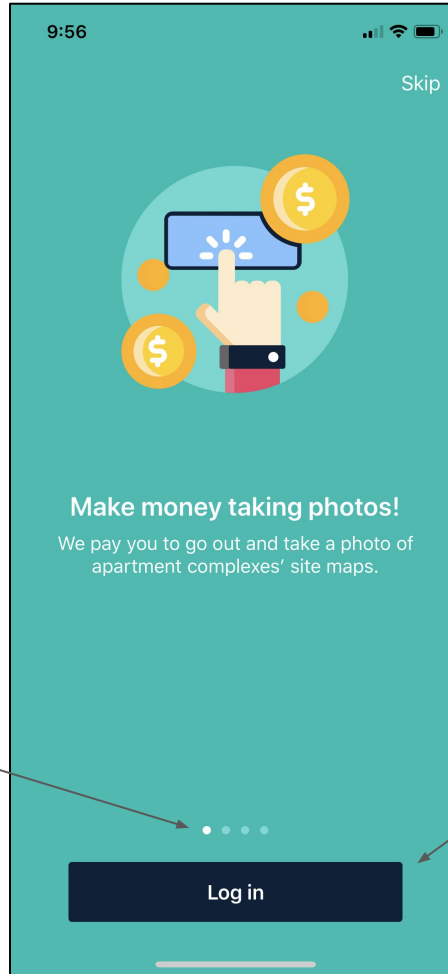 9:56
Skip
$
$
Make money taking photos!
We pay you to go out and take a photo of
apartment complexes’ site maps.
Log in